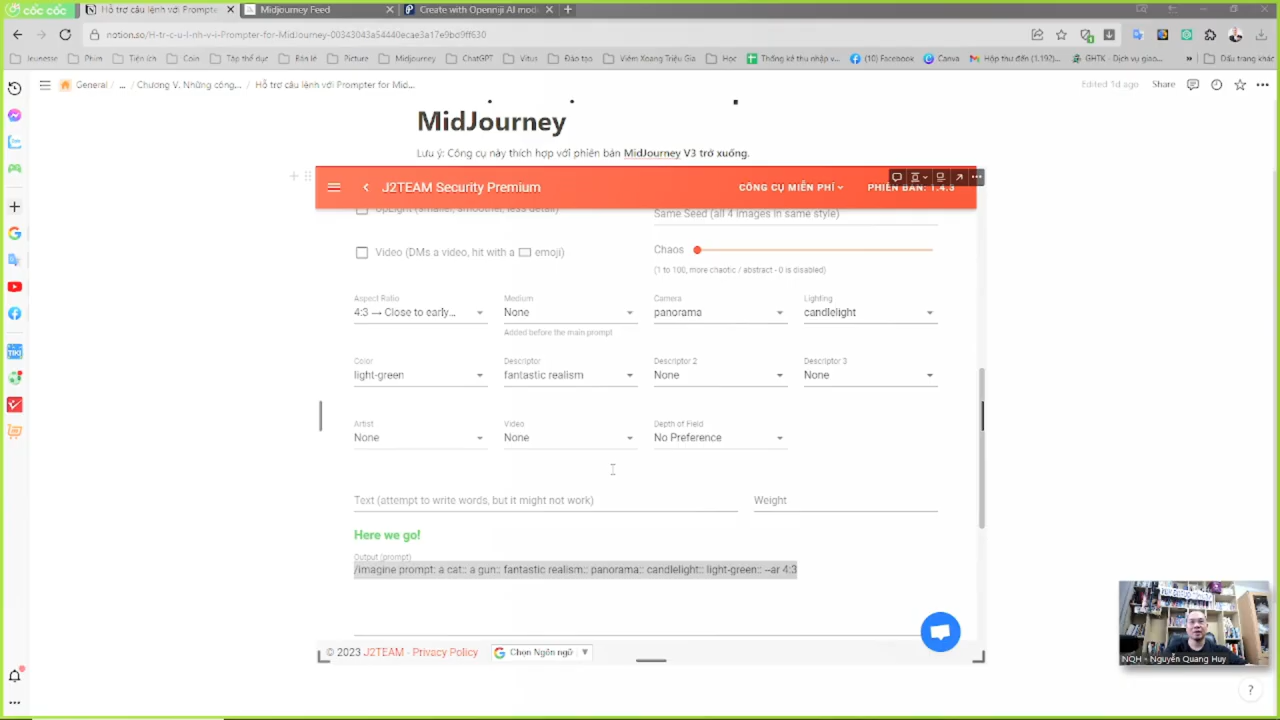 cốc cốc
Hỗ trợ câu lệnh với Prompte
Midjourney Feed
Create with Openniji AI mod
notion.so/H-tr-c-u-l-nh-v-i-Prompter-for-MidJourney-00343043a54440ecae3a17e9bd9ff630
Jeunesse
Phim
Tiện ích
Coin
Tập thể dục
Bán lẻ
Picture
Midjourney
ChatGPT
Vitus
Đào tạo
Viêm Xoang Triệu Gia
Học
Thống kê thu nhập v...
(10) Facebook
Canva
Hộp thư đến (1.192)...
GHTK - Dịch vụ giao...
»
Dấu trang khác
General / ... / Chương V. Những công... / Hỗ trợ câu lệnh với Prompter for Mid...
Edited 1d ago
Share
MidJourney
Lưu ý: Công cụ này thích hợp với phiên bản MidJourney V3 trở xuống.
J2TEAM Security Premium
CÔNG CỤ MIỄN PHÍ
PHIÊN BẢN: 1.4.3
UpLight (smaller, smoother, less detail)
Same Seed (all 4 images in same style)
Video (DMs a video, hit with a emoji)
Chaos
(1 to 100, more chaotic / abstract - 0 is disabled)
Aspect Ratio
Medium
Camera
Lighting
4:3 → Close to early...
None
panorama
candlelight
Added before the main prompt
Color
Descriptor
Descriptor 2
Descriptor 3
light-green
fantastic realism
None
None
Artist
Video
Depth of Field
None
None
No Preference
Text (attempt to write words, but it might not work)
Weight
Here we go!
Output (prompt)
/imagine prompt: a cat:: a gun:: fantastic realism:: panorama:: candlelight:: light-green:: --ar 4:3
© 2023 J2TEAM - Privacy Policy
Chọn Ngôn ngữ
TIKI
NQH - Nguyễn Quang Huy
?